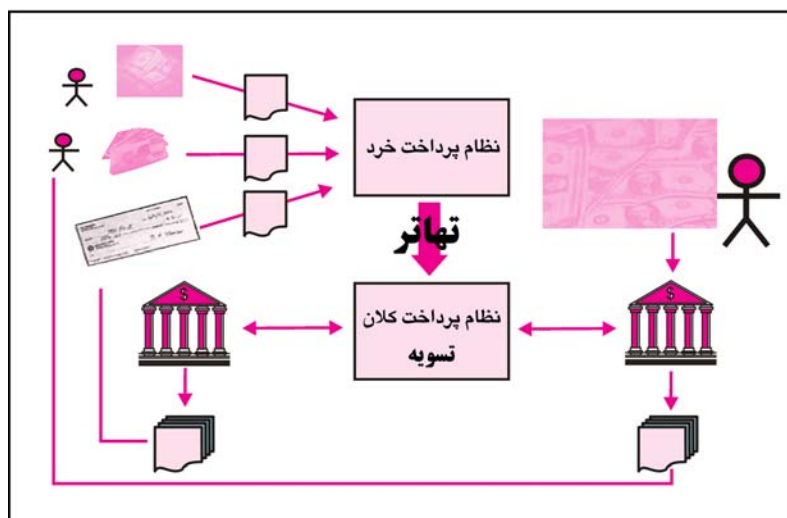 نظام پرداخت خرد
تهاتر
نظام پرداخت کلان
تسویه
$
$